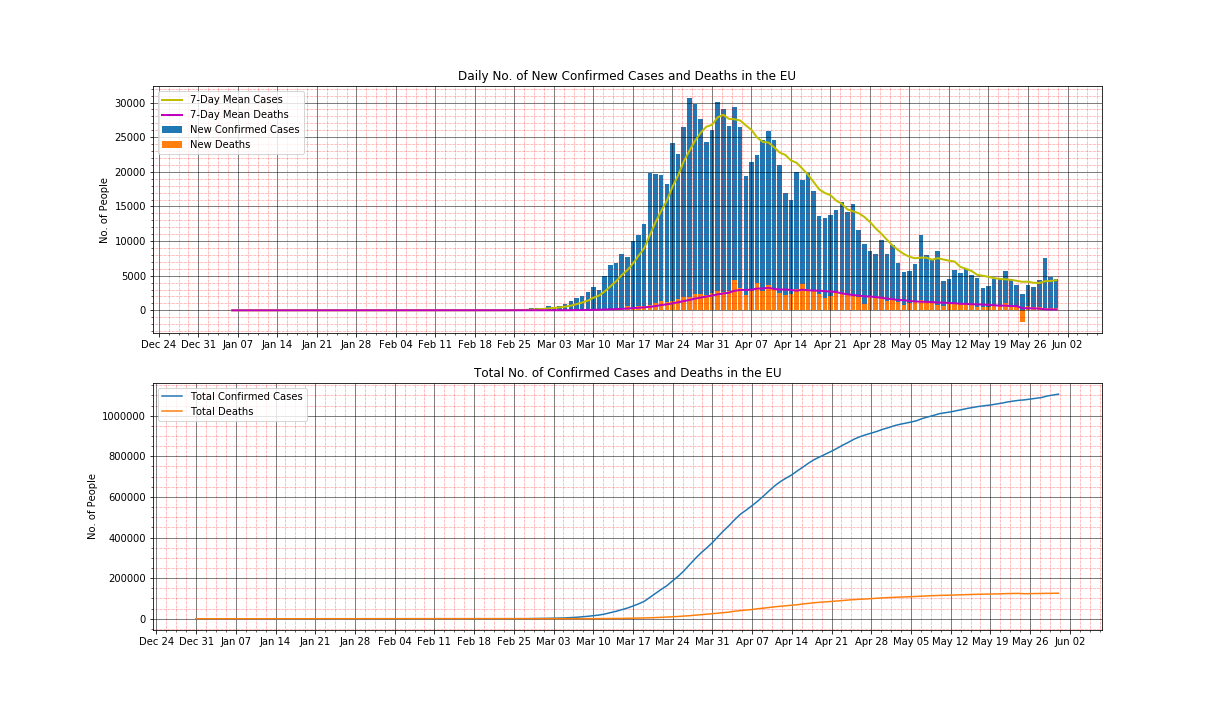 Daily No. of New Confirmed Cases and Deaths in the EU
7-Day Mean Cases
7-Day Mean Deaths
New Confirmed Cases
New Deaths
No. of People
30000
25000
20000
15000
10000
5000
0
Dec 24 Dec 31 Jan 07 Jan 14 Jan 21 Jan 28 Feb 04 Feb 11 Feb 18 Feb 25 Mar 03 Mar 10 Mar 17 Mar 24 Mar 31 Apr 07 Apr 14 Apr 21 Apr 28 May 05 May 12 May 19 May 26 Jun 02
Total No. of Confirmed Cases and Deaths in the EU
Total Confirmed Cases
Total Deaths
No. of People
1000000
800000
600000
400000
200000
0
Dec 24 Dec 31 Jan 07 Jan 14 Jan 21 Jan 28 Feb 04 Feb 11 Feb 18 Feb 25 Mar 03 Mar 10 Mar 17 Mar 24 Mar 31 Apr 07 Apr 14 Apr 21 Apr 28 May 05 May 12 May 19 May 26 Jun 02